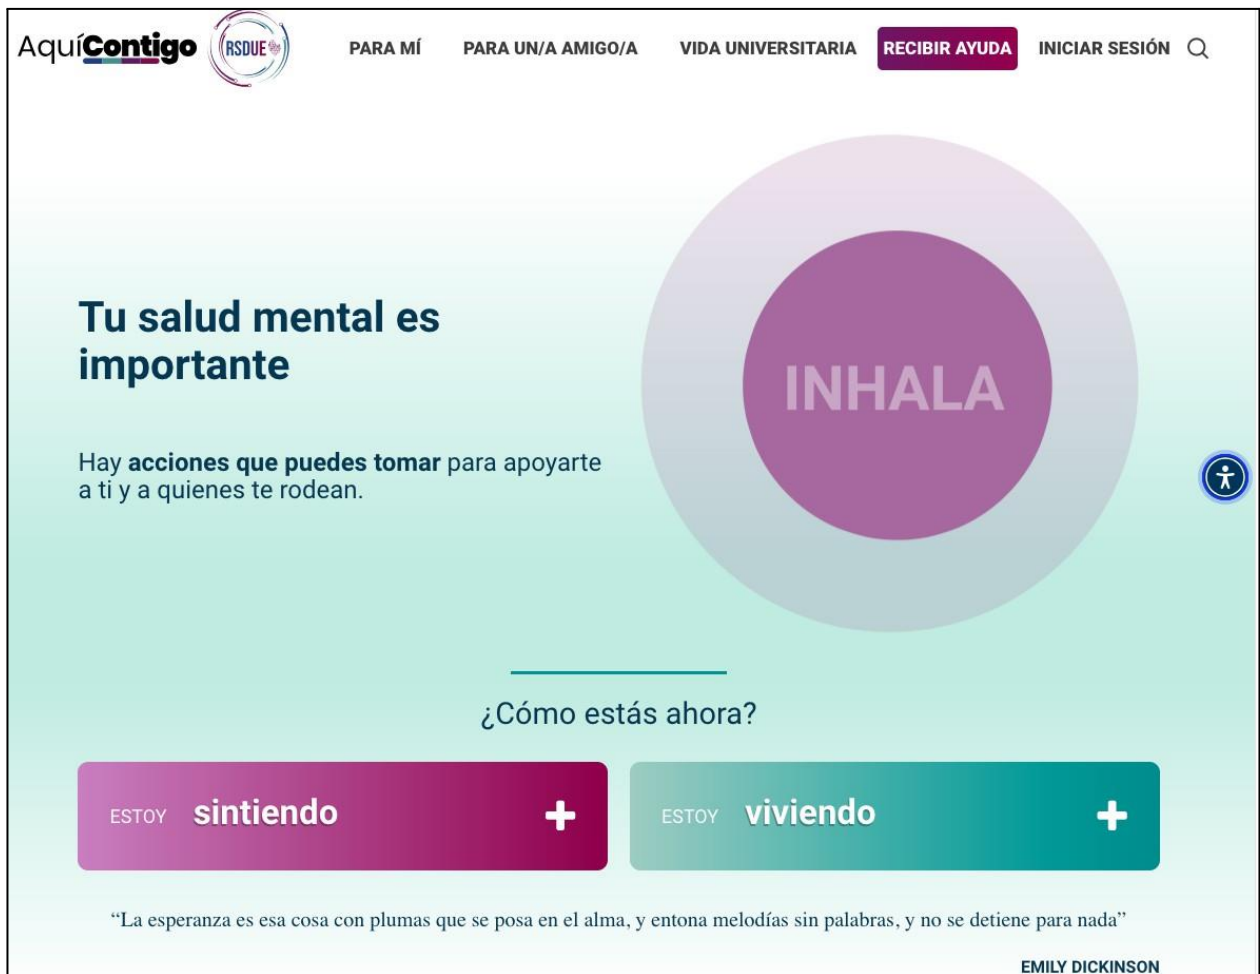 AquíContigo RSDUE PARA MÍ PARA UN/A AMIGO/A VIDA UNIVERSITARIA RECIBIR AYUDA INICIAR SESIÓN
Tu salud mental es
importante
INHALA
Hay acciones que puedes tomar para apoyarte
a ti y a quienes te rodean.
¿Cómo estás ahora?
ESTOY sintiendo
ESTOY viviendo
“La esperanza es esa cosa con plumas que se posa en el alma, y entona melodías sin palabras, y no se detiene para nada”
EMILY DICKINSON